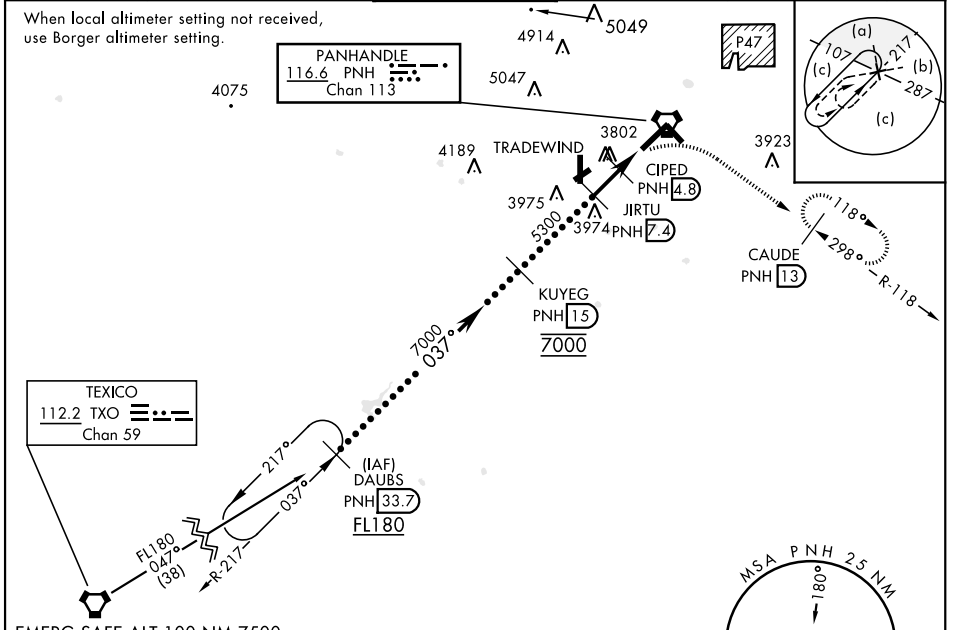 When local altimeter setting not received,
use Borger altimeter setting.
5049
4914
P47
PANHANDLE
116.6 PNH
Chan 113
5047
4075
(a)
107
217
(c)
(b)
287
(c)
3802
TRADEWIND
4189
3923
CIPED
PNH 4.8
3975
JIRTU
3974
PNH 7.4
5300
118°
298°
CAUDE
PNH 13
R-118
KUYEG
PNH 15
7000
7000
037°
TEXICO
112.2 TXO
Chan 59
217°
037°
(IAF)
DAUBS
PNH 33.7
FL180
FL180
047°
(38)
R-217
MSA PNH 25 NM
180°
EMERG SAFE ALT 100 NM 7500